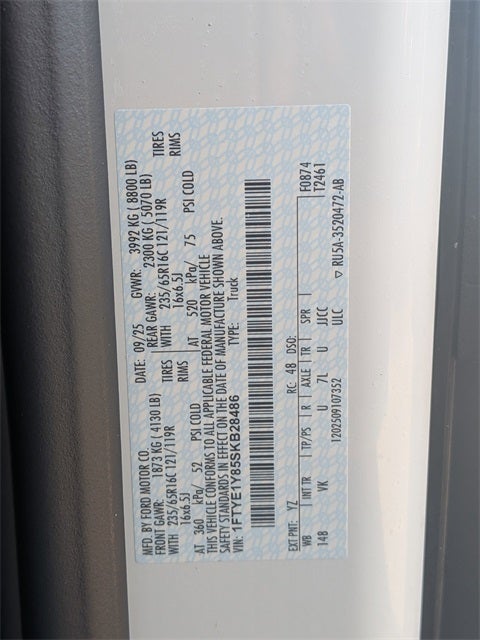 MFD. BY FORD MOTOR CO. DATE: 09/25 GVWR: 3992 KG ( 8800 LB)
FRONT GAWR: 1873 KG ( 4130 LB) REAR GAWR: 2300 KG ( 5070 LB)
WITH 235/65R16C 121/119R TIRES WITH 235/65R16C 121/119R TIRES
16x6.5J RIMS 16x6.5J RIMS
AT 360 kPa/ 52 PSI COLD AT 520 kPa/ 75 PSI COLD
THIS VEHICLE CONFORMS TO ALL APPLICABLE FEDERAL MOTOR VEHICLE
SAFETY STANDARDS IN EFFECT ON THE DATE OF MANUFACTURE SHOWN ABOVE.
VIN: 1FTYE1Y85SKB28486 TYPE: Truck
F0874
T2461
EXT PNT: YZ RC: 48 DSO:
WB INT TR TP/PS R AXLE TR SPR
148 VK U 7L U JJCC
ULC
1202509107352 ▽ RU5A-3520472-AB